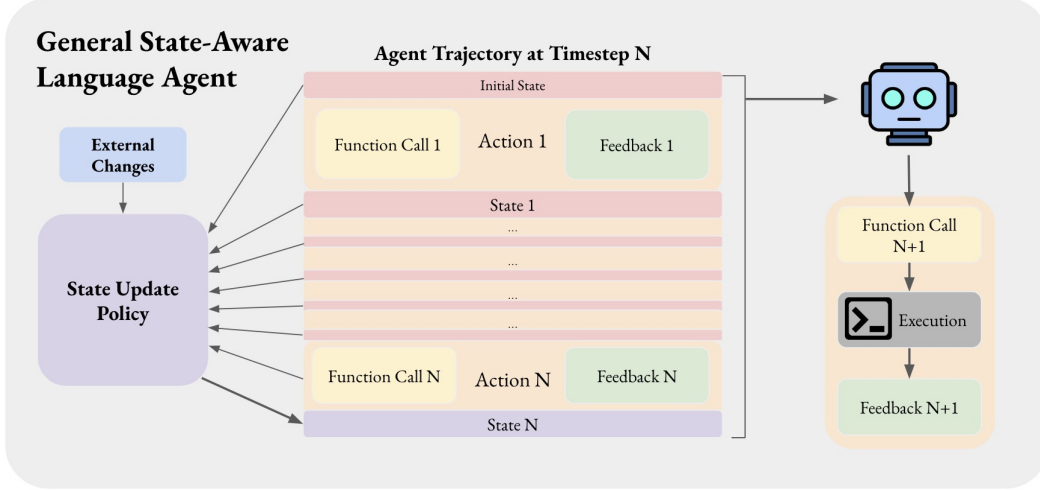 General State-Aware
Language Agent
Agent Trajectory at Timestep N
Initial State
Function Call 1
Action 1
Feedback 1
External
Changes
State 1
...
State Update
Policy
...
...
...
Function Call N
Action N
Feedback N
State N
Function Call
N+1
Execution
Feedback N+1